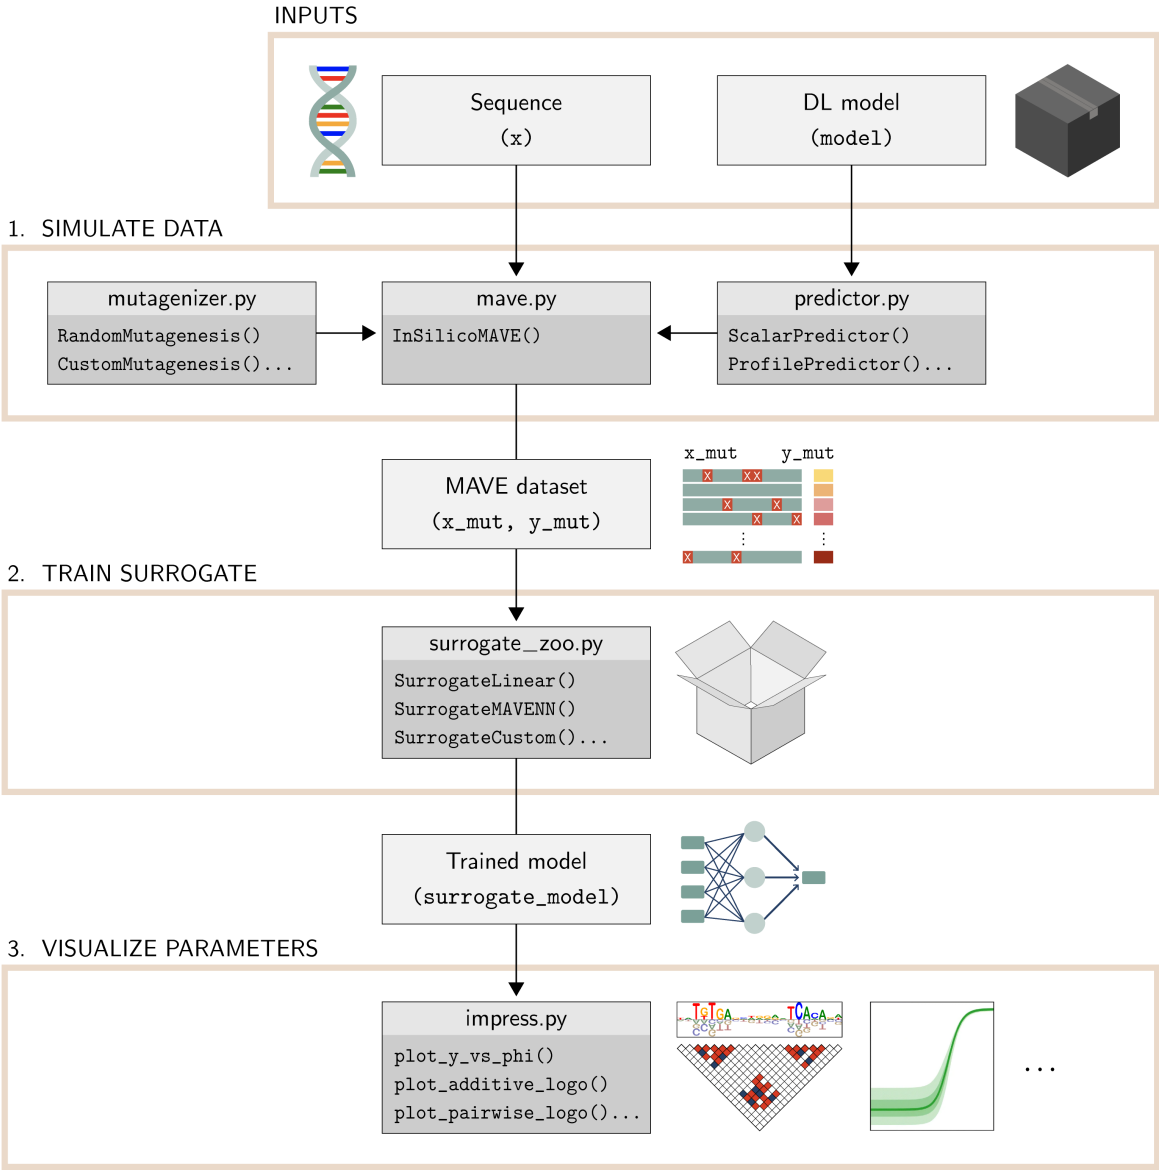 INPUTS
Sequence
(x)
DL model
(model)
1. SIMULATE DATA
mutagenizer.py
RandomMutagenesis()
CustomMutagenesis()...
mave.py
InSilicoMAVE()
predictor.py
ScalarPredictor()
ProfilePredictor()...
MAVE dataset
(x_mut, y_mut)
x_mut
y_mut
X
X X
X
X
X
X
⋮
⋮
X
X
2. TRAIN SURROGATE
surrogate_zoo.py
SurrogateLinear()
SurrogateMAVENN()
SurrogateCustom()...
Trained model
(surrogate_model)
3. VISUALIZE PARAMETERS
impress.py
plot_y_vs_phi()
plot_additive_logo()
plot_pairwise_logo()...
TGTGA
TCACA
...